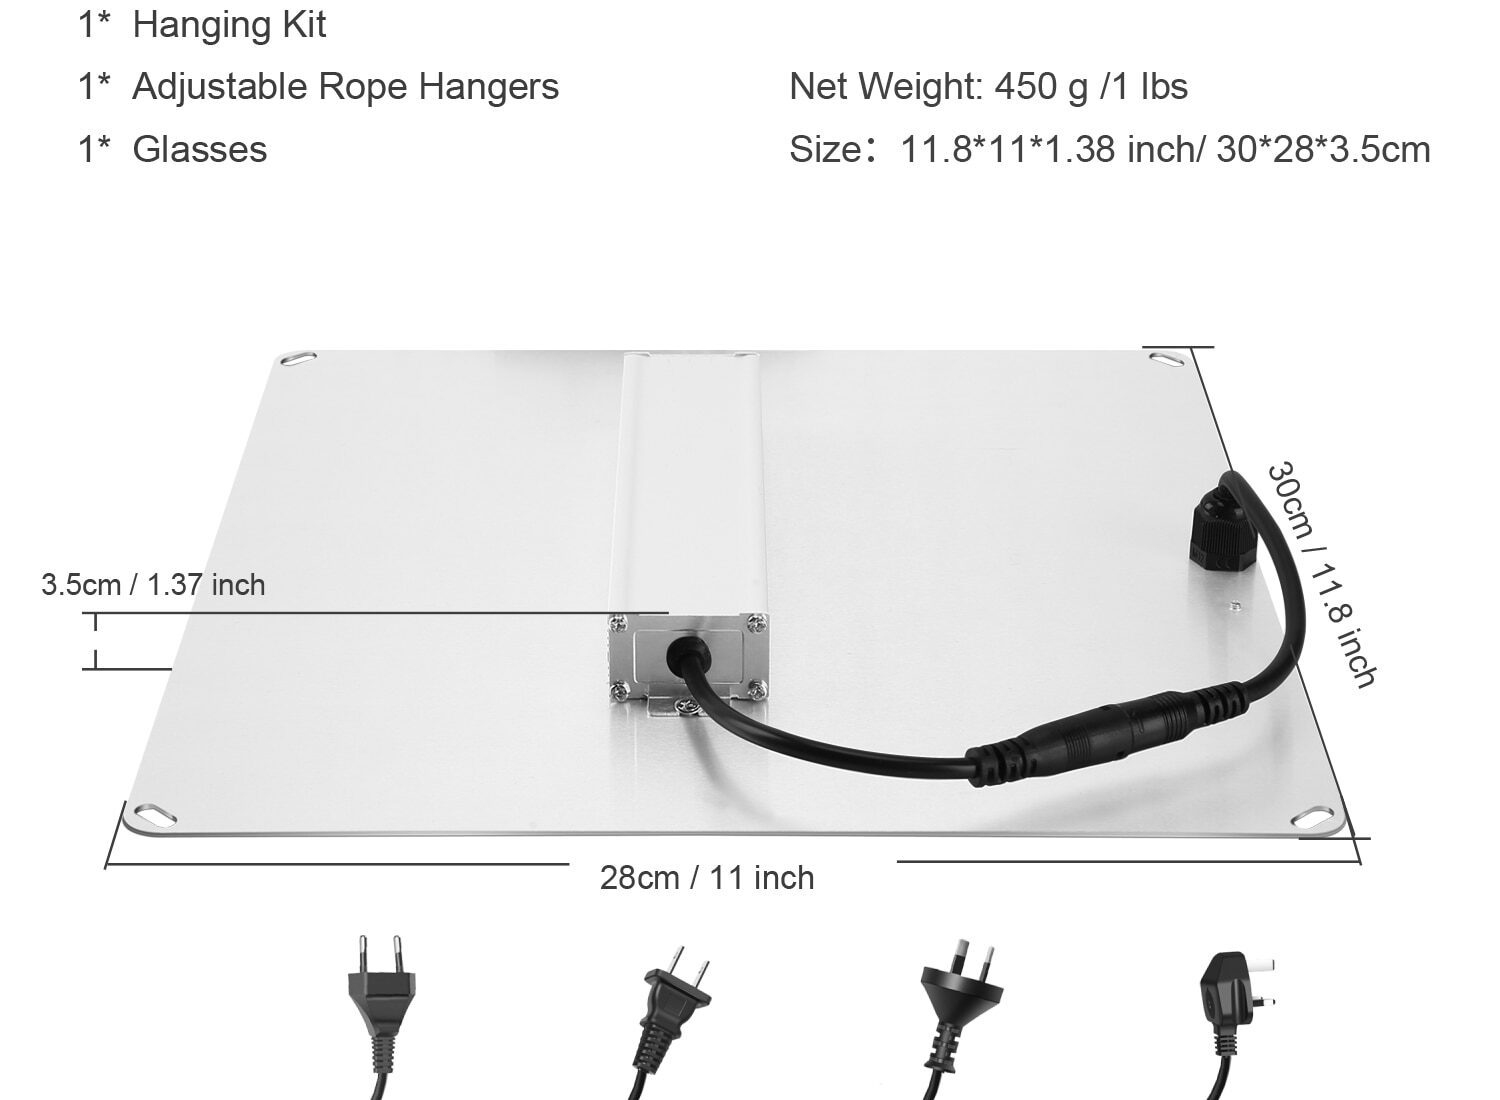 1* Hanging Kit
1* Adjustable Rope Hangers
1* Glasses
Net Weight: 450 g /1 lbs
Size：11.8*11*1.38 inch/ 30*28*3.5cm
3.5cm / 1.37 inch
30cm / 11.8 inch
28cm / 11 inch